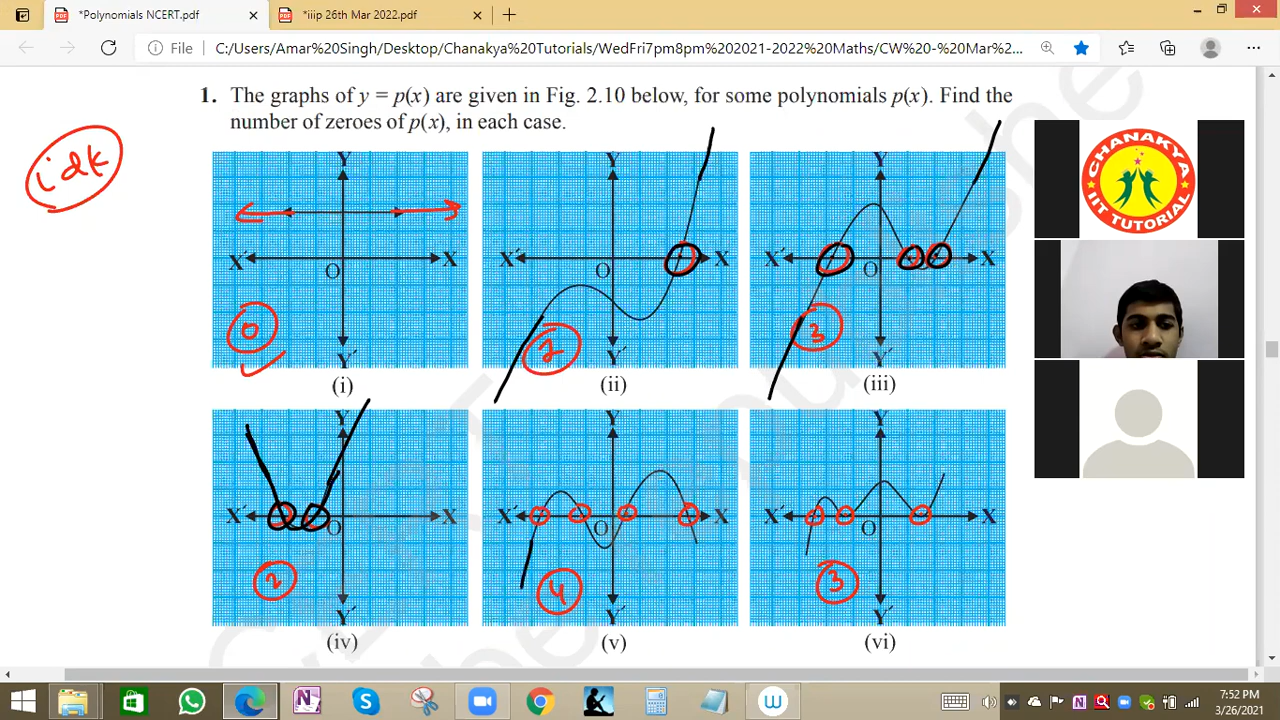 *Polynomials NCERT.pdf
*iiip 26th Mar 2022.pdf
File
C:/Users/Amar%20Singh/Desktop/Chanakya%20Tutorials/WedFri7pm8pm%202021-2022%20Maths/CW%20-%20Mar%2...
1. The graphs of y = p(x) are given in Fig. 2.10 below, for some polynomials p(x). Find the
number of zeroes of p(x), in each case.
idk
Y Y Y
X′ O X X′ O X X′ O X
0 3
Y′ Y′ Y′
(i) (ii) (iii)
Y Y Y
X′ O X X′ O X X′ O X
2 4 3
Y′ Y′ Y′
(iv) (v) (vi)
CHANAKYA
IIT TUTORIAL
7:52 PM
3/26/2021